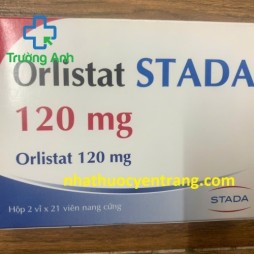 Trường Anh
Orlistat STADA
120 mg
Orlistat 120 mg
nhathuocyentrang.com
Hộp 2 vỉ x 21 viên nang cứng
STADA